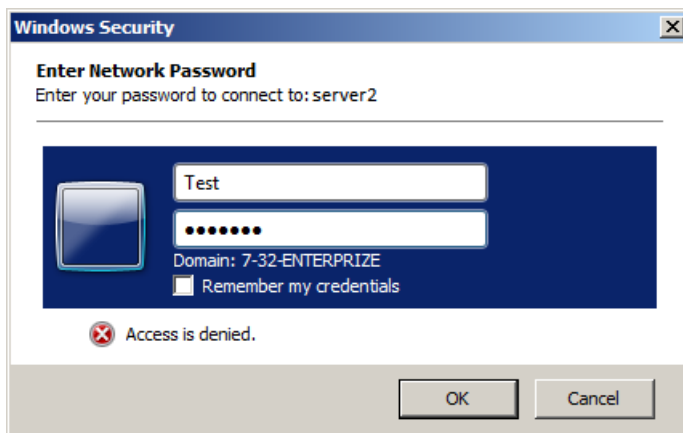 Windows Security
Enter Network Password
Enter your password to connect to: server2
Test
•••••••
Domain: 7-32-ENTERPRIZE
Remember my credentials
Access is denied.
OK
Cancel